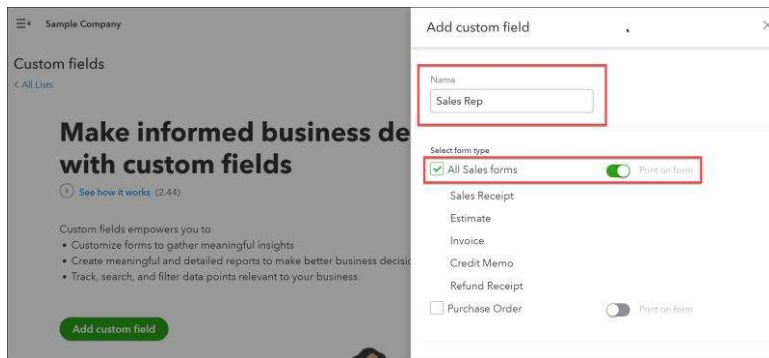 Sample Company
Custom fields
< All Lists
Make informed business de
with custom fields
See how it works (2.44)
Custom fields empowers you to
• Customize forms to gather meaningful insights
• Create meaningful and detailed reports to make better business decisio
• Track, search, and filter data points relevant to your business
Add custom field
Add custom field
Name
Sales Rep
Select form type
All Sales forms
Print on form
Sales Receipt
Estimate
Invoice
Credit Memo
Refund Receipt
Purchase Order
Print on form